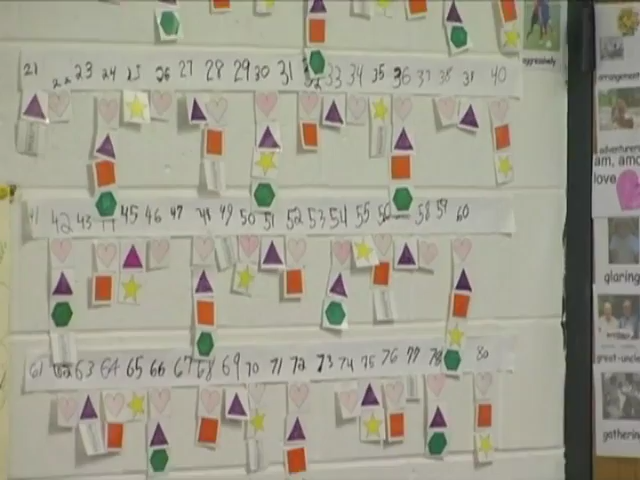 aggressively
21 22 23 24 25 26 27 28 29 30 31 32 33 34 35 36 37 38 39 40
41 42 43 44 45 46 47 48 49 50 51 52 53 54 55 56 58 59 60
61 62 63 64 65 66 67 68 69 70 71 72 73 74 75 76 77 78 80
arrangement
adventurers
am, amo
love
glaring
great-uncle
gathering